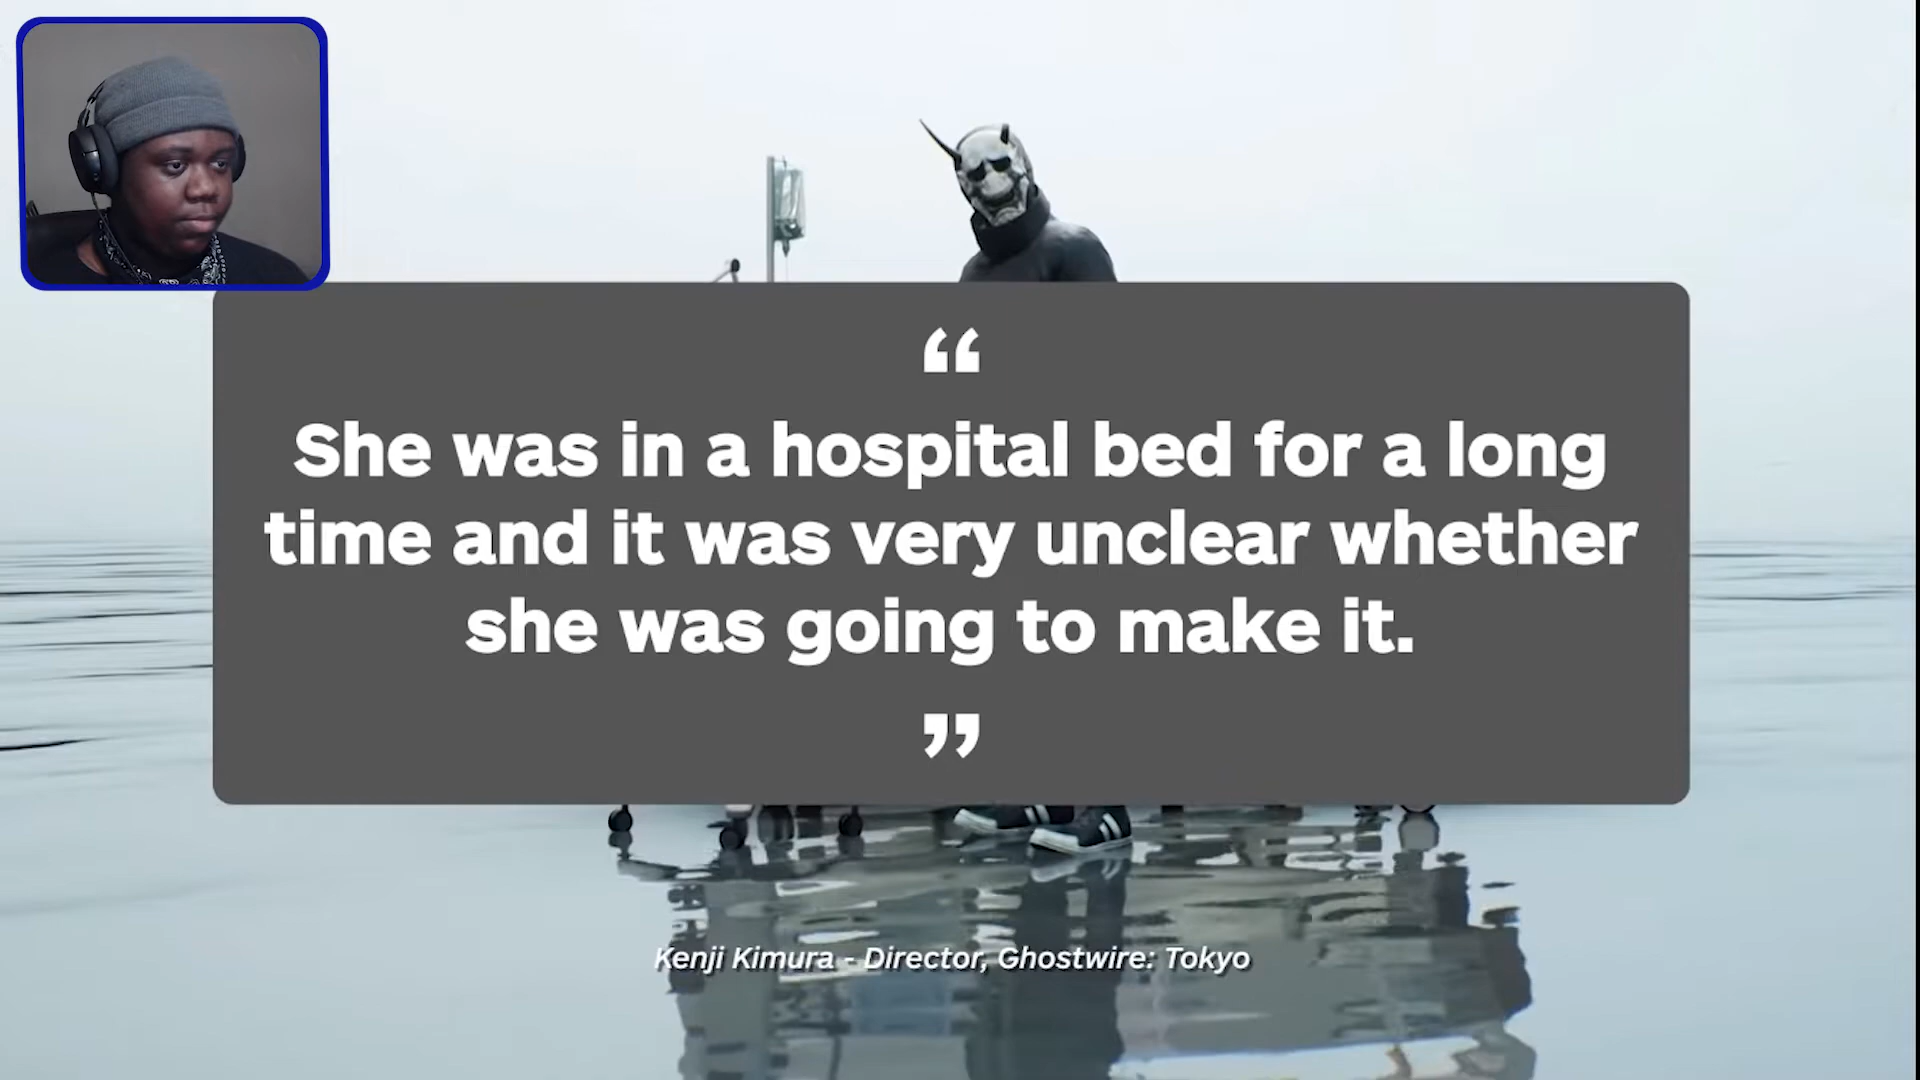 “
She was in a hospital bed for a long
time and it was very unclear whether
she was going to make it.
”
Kenji Kimura - Director, Ghostwire: Tokyo